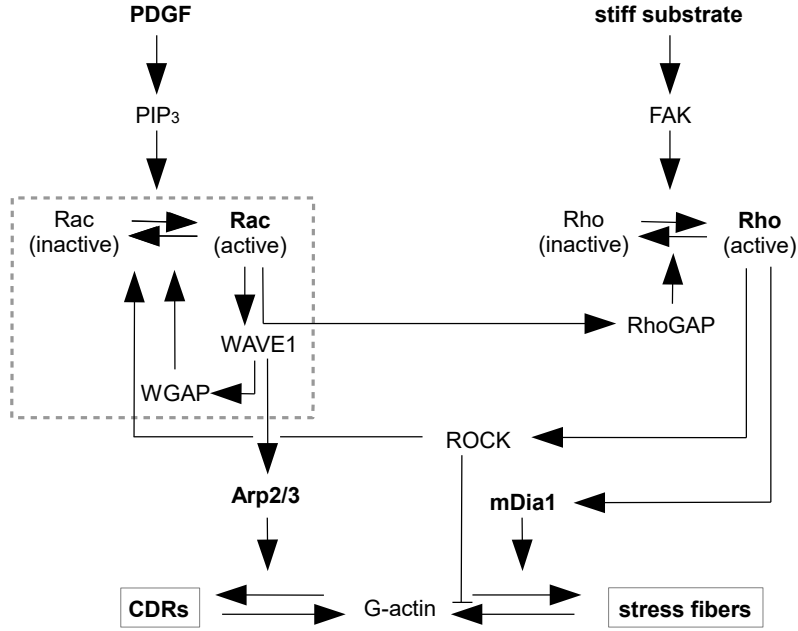 PDGF
stiff substrate
PIP3
FAK
Rac
(inactive)
Rac
(active)
Rho
(inactive)
Rho
(active)
RhoGAP
WAVE1
WGAP
ROCK
Arp2/3
mDia1
CDRs
G-actin
stress fibers